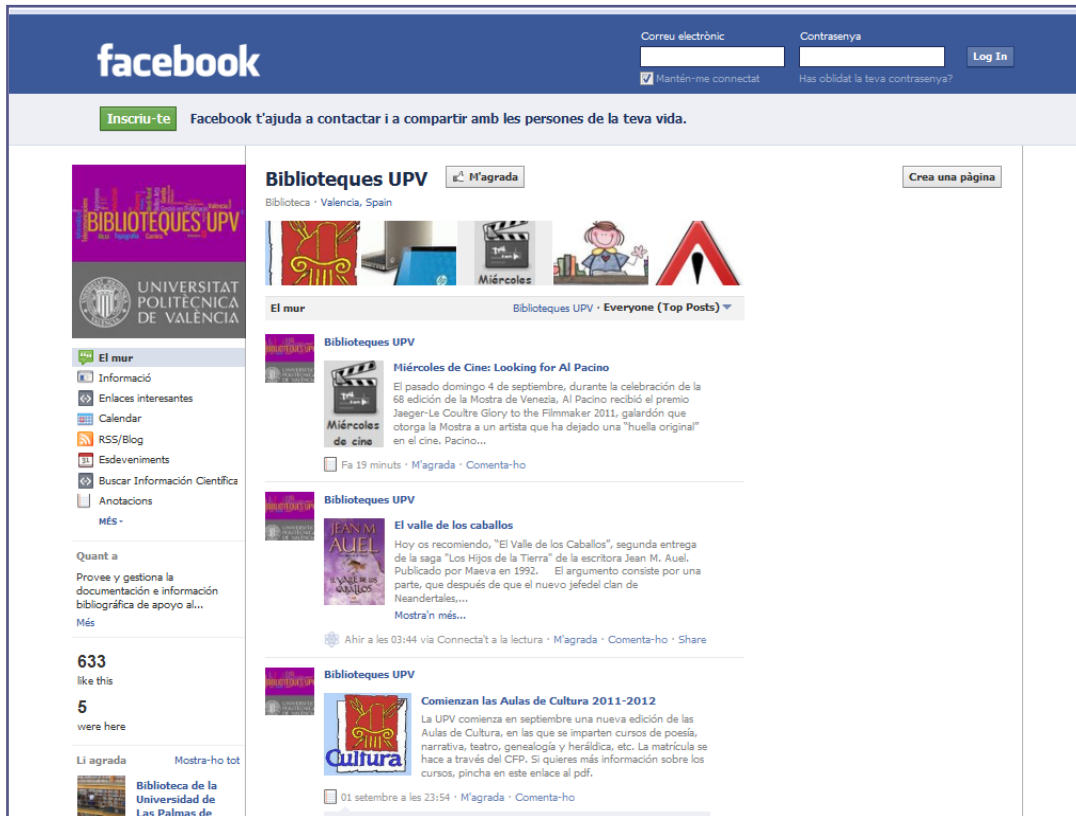 facebook
Correu electrònic
Contrasenya
Log In
Mantén-me connectat
Has oblidat la teva contrasenya?
Inscriu-te
Facebook t'ajuda a contactar i a compartir amb les persones de la teva vida.
BIBLIOTEQUES UPV
UNIVERSITAT
POLITÈCNICA
DE VALÈNCIA
El mur
Informació
Enlaces interesantes
Calendar
RSS/Blog
Esdeveniments
Buscar Información Científica
Anotacions
MÉS
Quant a
Provee y gestiona la
documentación e información
bibliográfica de apoyo al...
Més
633
like this
5
were here
Li agrada
Mostra-ho tot
Biblioteca de la
Universidad de
Las Palmas de
Biblioteques UPV
M'agrada
Crea una pàgina
Biblioteca · Valencia, Spain
Miércoles
El mur
Biblioteques UPV · Everyone (Top Posts)
Biblioteques UPV
Miércoles
de cine
Miércoles de Cine: Looking for Al Pacino
El pasado domingo 4 de septiembre, durante la celebración de la
68 edición de la Mostra de Venezia, Al Pacino recibió el premio
Jaeger-Le Coultre Glory to the Filmmaker 2011, galardón que
otorga la Mostra a un artista que ha dejado una "huella original"
en el cine. Pacino...
Fa 19 minuts · M'agrada · Comenta-ho
Biblioteques UPV
JEAN M.
AUEL
EL VALLE DE LOS
CABALLOS
El valle de los caballos
Hoy os recomiendo, "El Valle de los Caballos", segunda entrega
de la saga "Los Hijos de la Tierra" de la escritora Jean M. Auel.
Publicado por Maeva en 1992. El argumento consiste por una
parte, que después de que el nuevo jefedel clan de
Neandertales,...
Mostra'n més...
Ahir a les 03:44 via Connecta't a la lectura · M'agrada · Comenta-ho · Share
Biblioteques UPV
Cultura
Comienzan las Aulas de Cultura 2011-2012
La UPV comienza en septiembre una nueva edición de las
Aulas de Cultura, en las que se imparten cursos de poesía,
narrativa, teatro, genealogía y heráldica, etc. La matrícula se
hace a través del CFP. Si quieres más información sobre los
cursos, pincha en este enlace al pdf.
01 setembre a les 23:54 · M'agrada · Comenta-ho